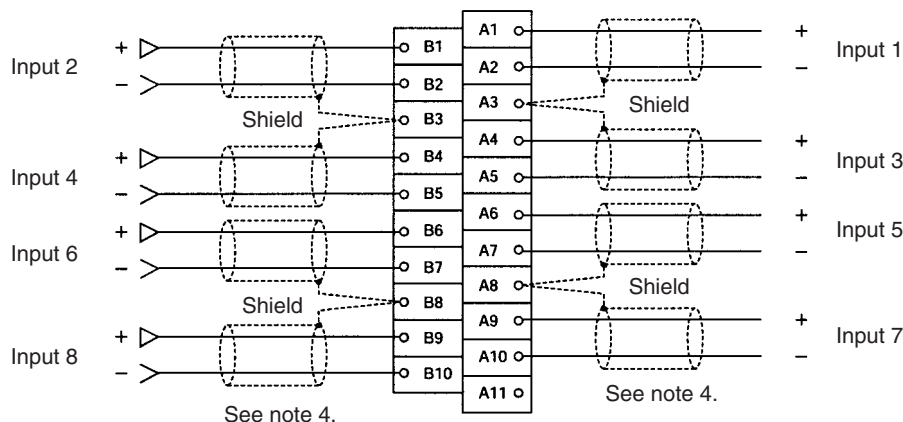 Input 2
+
−
B1
B2
Shield
B3
Input 4
+
−
B4
B5
Input 6
+
−
B6
B7
Shield
B8
Input 8
+
−
B9
B10
See note 4.
A1
+
Input 1
A2
−
A3
Shield
A4
+
Input 3
A5
−
A6
+
Input 5
A7
−
A8
Shield
A9
+
Input 7
A10
−
A11
See note 4.